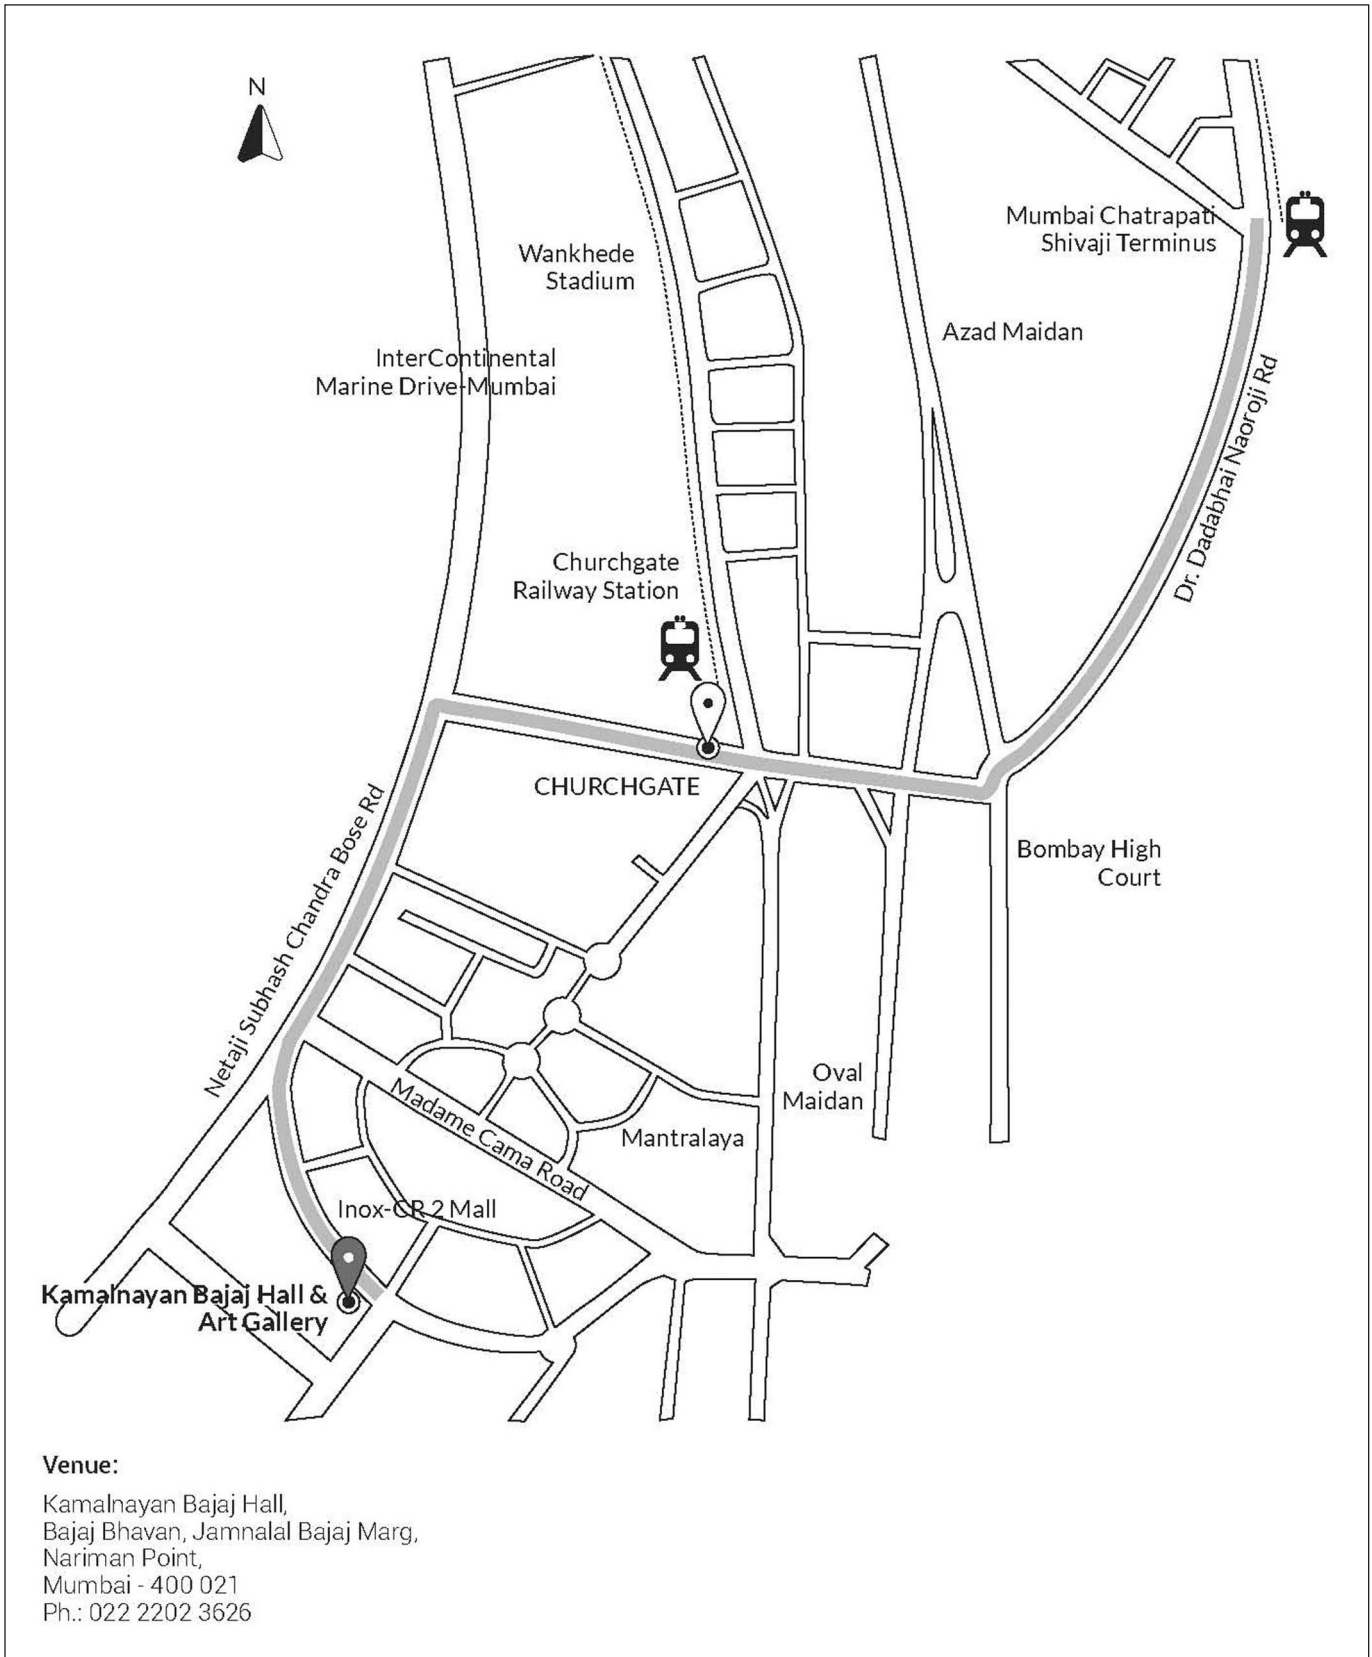 N
Mumbai Chatrapati
Shivaji Terminus
Wankhede
Stadium
Azad Maidan
InterContinental
Marine Drive-Mumbai
Dr. Dadabhai Naoroji Rd
Churchgate
Railway Station
CHURCHGATE
Netaji Subhash Chandra Bose Rd
Bombay High
Court
Oval
Maidan
Madame Cama Road
Mantralaya
Inox-CR 2 Mall
Kamalnayan Bajaj Hall &
Art Gallery
Venue:
Kamalnayan Bajaj Hall,
Bajaj Bhavan, Jamnalal Bajaj Marg,
Nariman Point,
Mumbai - 400 021
Ph.: 022 2202 3626